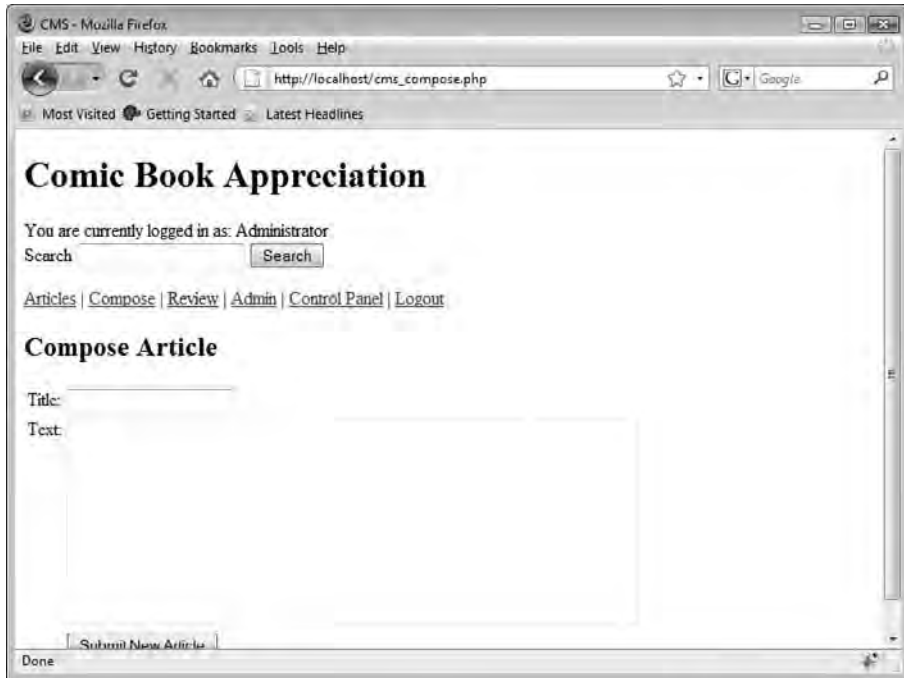 CMS - Mozilla Firefox
File Edit View History Bookmarks Tools Help
http://localhost/cms_compose.php
Google
Most Visited Getting Started Latest Headlines
Comic Book Appreciation
You are currently logged in as: Administrator
Search Search
Articles | Compose | Review | Admin | Control Panel | Logout
Compose Article
Title:
Text:
Submit New Article
Done